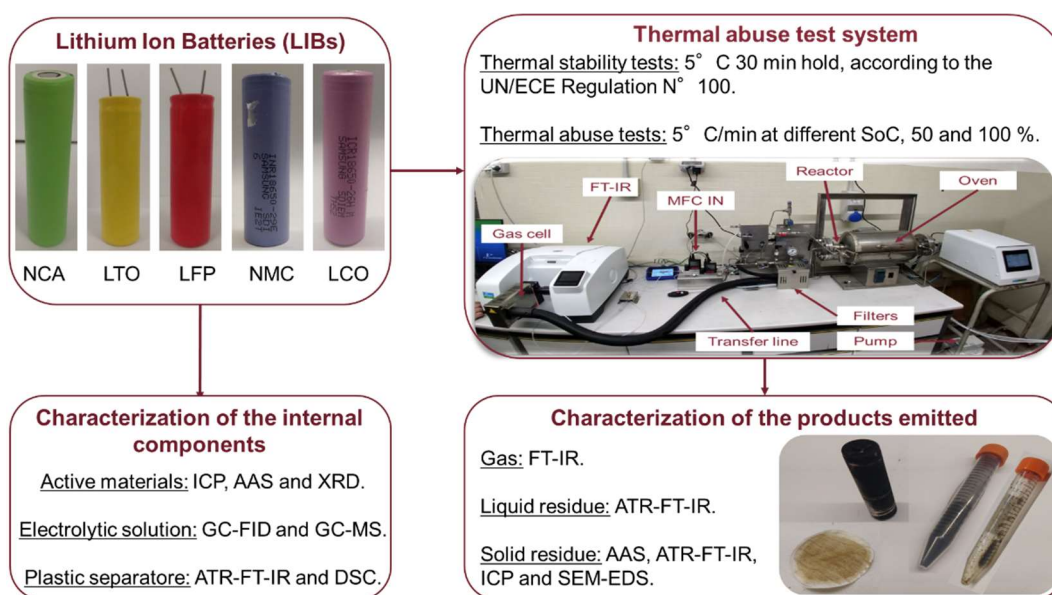 Lithium Ion Batteries (LIBs)
NCA
LTO
LFP
NMC
LCO
Thermal abuse test system
Thermal stability tests: 5° C 30 min hold, according to the
UN/ECE Regulation N° 100.
Thermal abuse tests: 5° C/min at different SoC, 50 and 100 %.
FT-IR
MFC IN
Reactor
Oven
Gas cell
Filters
Transfer line
Pump
Characterization of the internal
components
Active materials: ICP, AAS and XRD.
Electrolytic solution: GC-FID and GC-MS.
Plastic separatore: ATR-FT-IR and DSC.
Characterization of the products emitted
Gas: FT-IR.
Liquid residue: ATR-FT-IR.
Solid residue: AAS, ATR-FT-IR,
ICP and SEM-EDS.